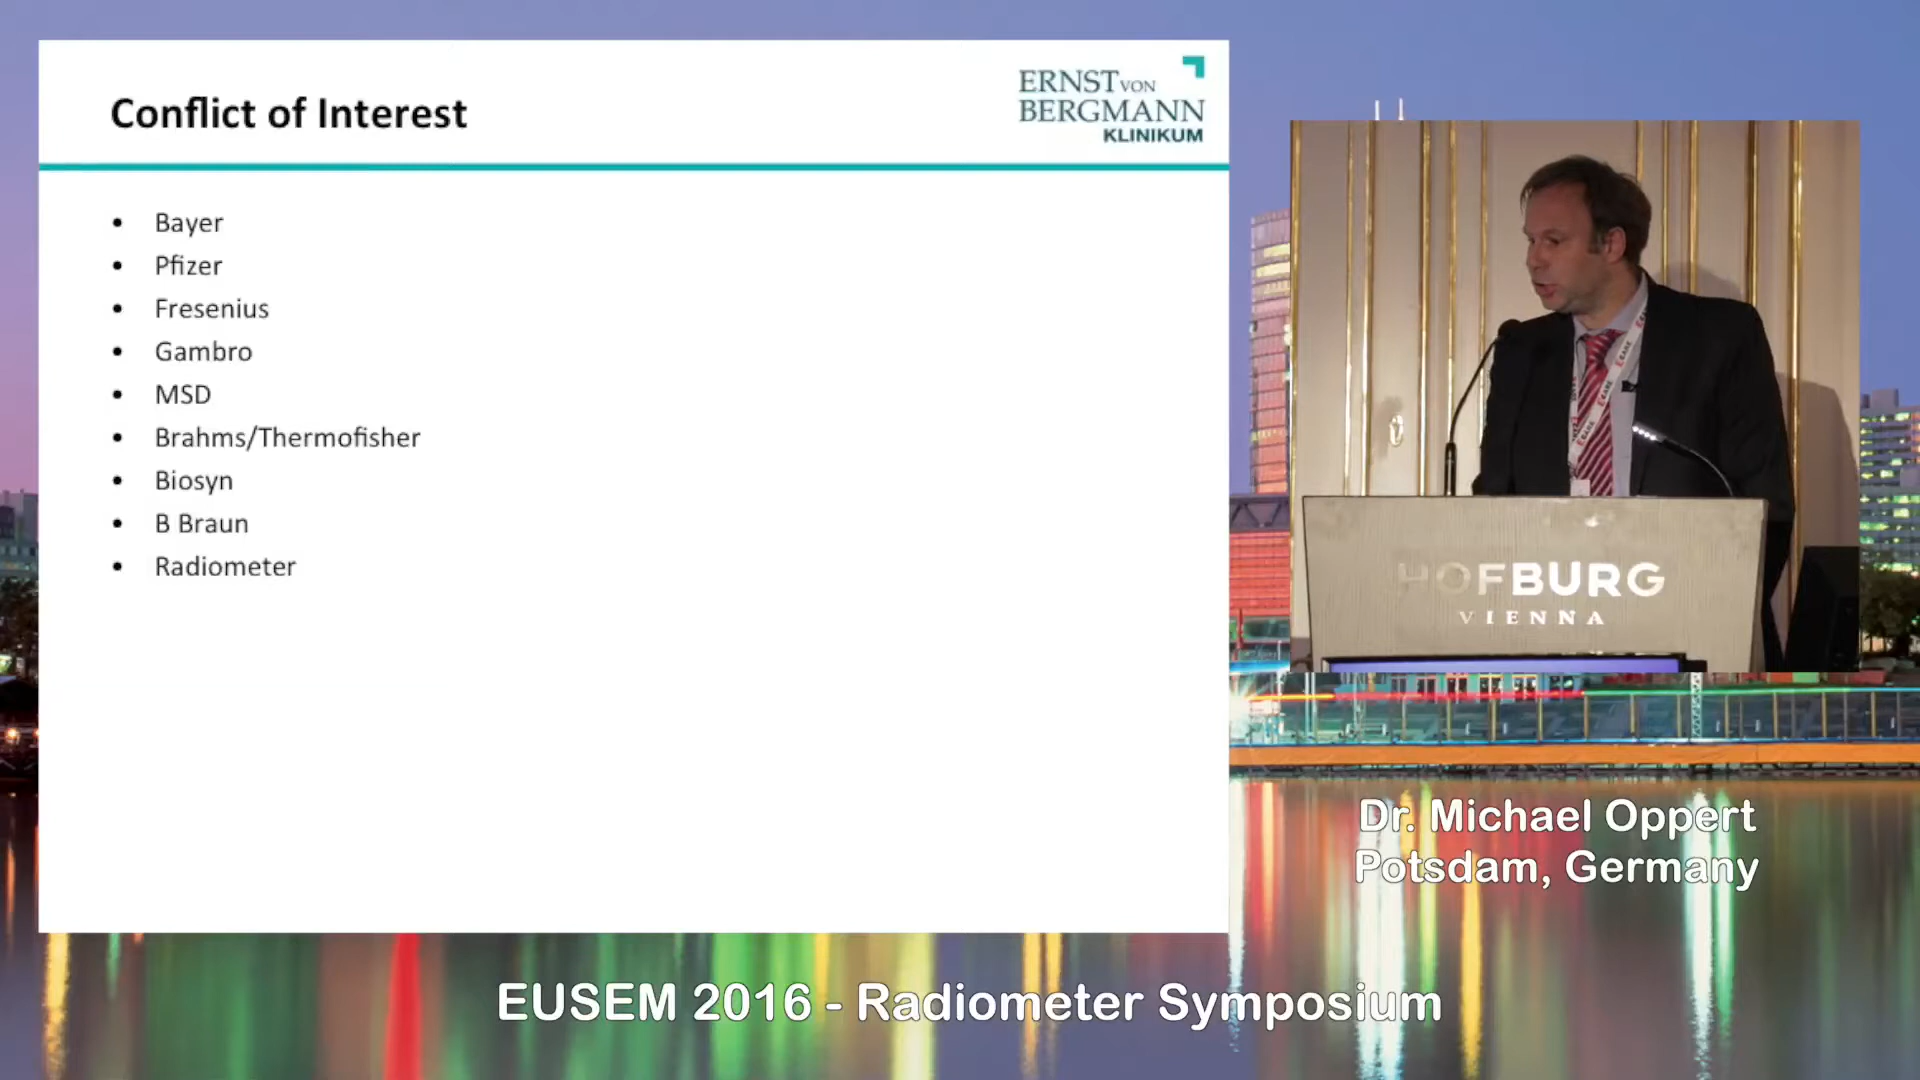 Conflict of Interest
ERNST VON
BERGMANN
KLINIKUM
• Bayer
• Pfizer
• Fresenius
• Gambro
• MSD
• Brahms/Thermofisher
• Biosyn
• B Braun
• Radiometer
HOFBURG
VIENNA
Dr. Michael Oppert
Potsdam, Germany
EUSEM 2016 - Radiometer Symposium